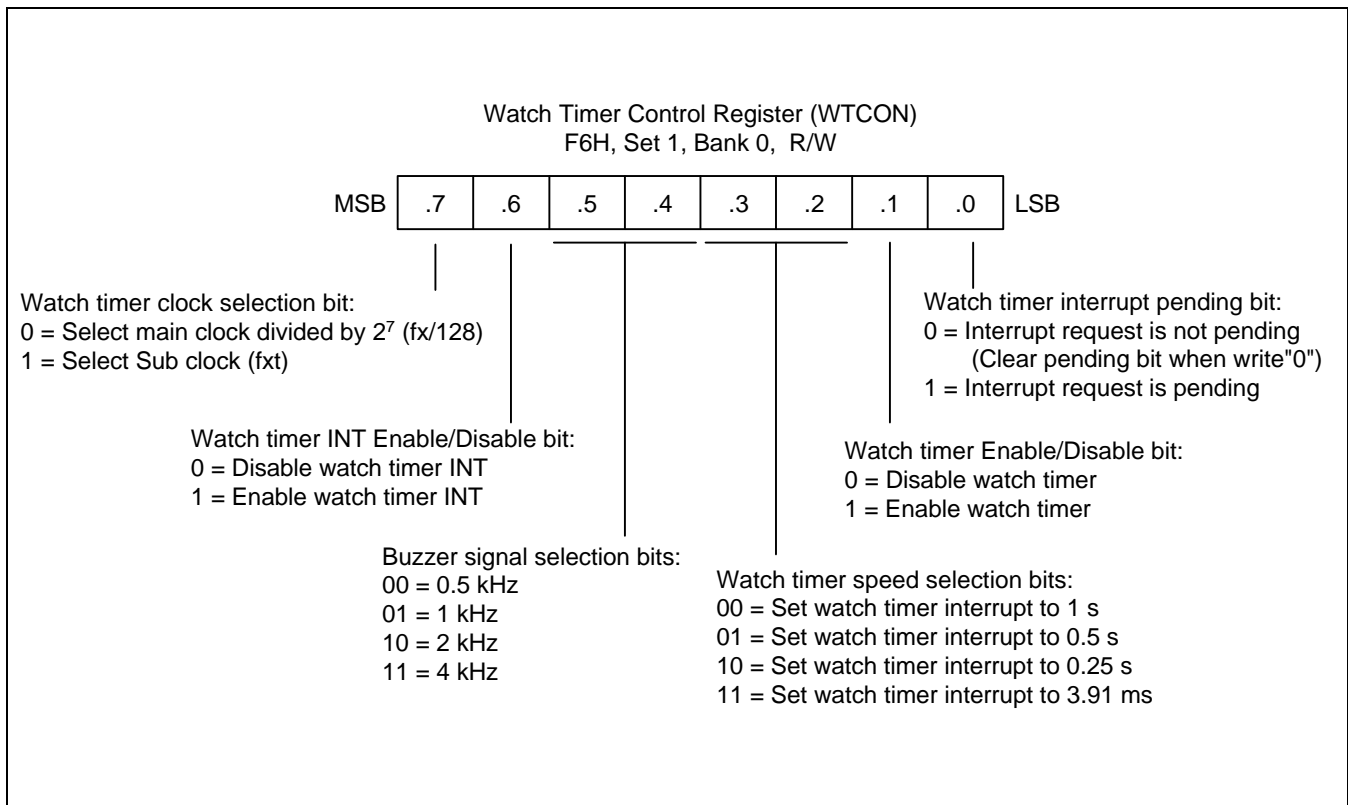 Watch Timer Control Register (WTCON)
F6H, Set 1, Bank 0, R/W
MSB .7 .6 .5 .4 .3 .2 .1 .0 LSB
Watch timer clock selection bit:
0 = Select main clock divided by 2⁷ (fx/128)
1 = Select Sub clock (fxt)
Watch timer interrupt pending bit:
0 = Interrupt request is not pending
(Clear pending bit when write"0")
1 = Interrupt request is pending
Watch timer INT Enable/Disable bit:
0 = Disable watch timer INT
1 = Enable watch timer INT
Watch timer Enable/Disable bit:
0 = Disable watch timer
1 = Enable watch timer
Buzzer signal selection bits:
00 = 0.5 kHz
01 = 1 kHz
10 = 2 kHz
11 = 4 kHz
Watch timer speed selection bits:
00 = Set watch timer interrupt to 1 s
01 = Set watch timer interrupt to 0.5 s
10 = Set watch timer interrupt to 0.25 s
11 = Set watch timer interrupt to 3.91 ms